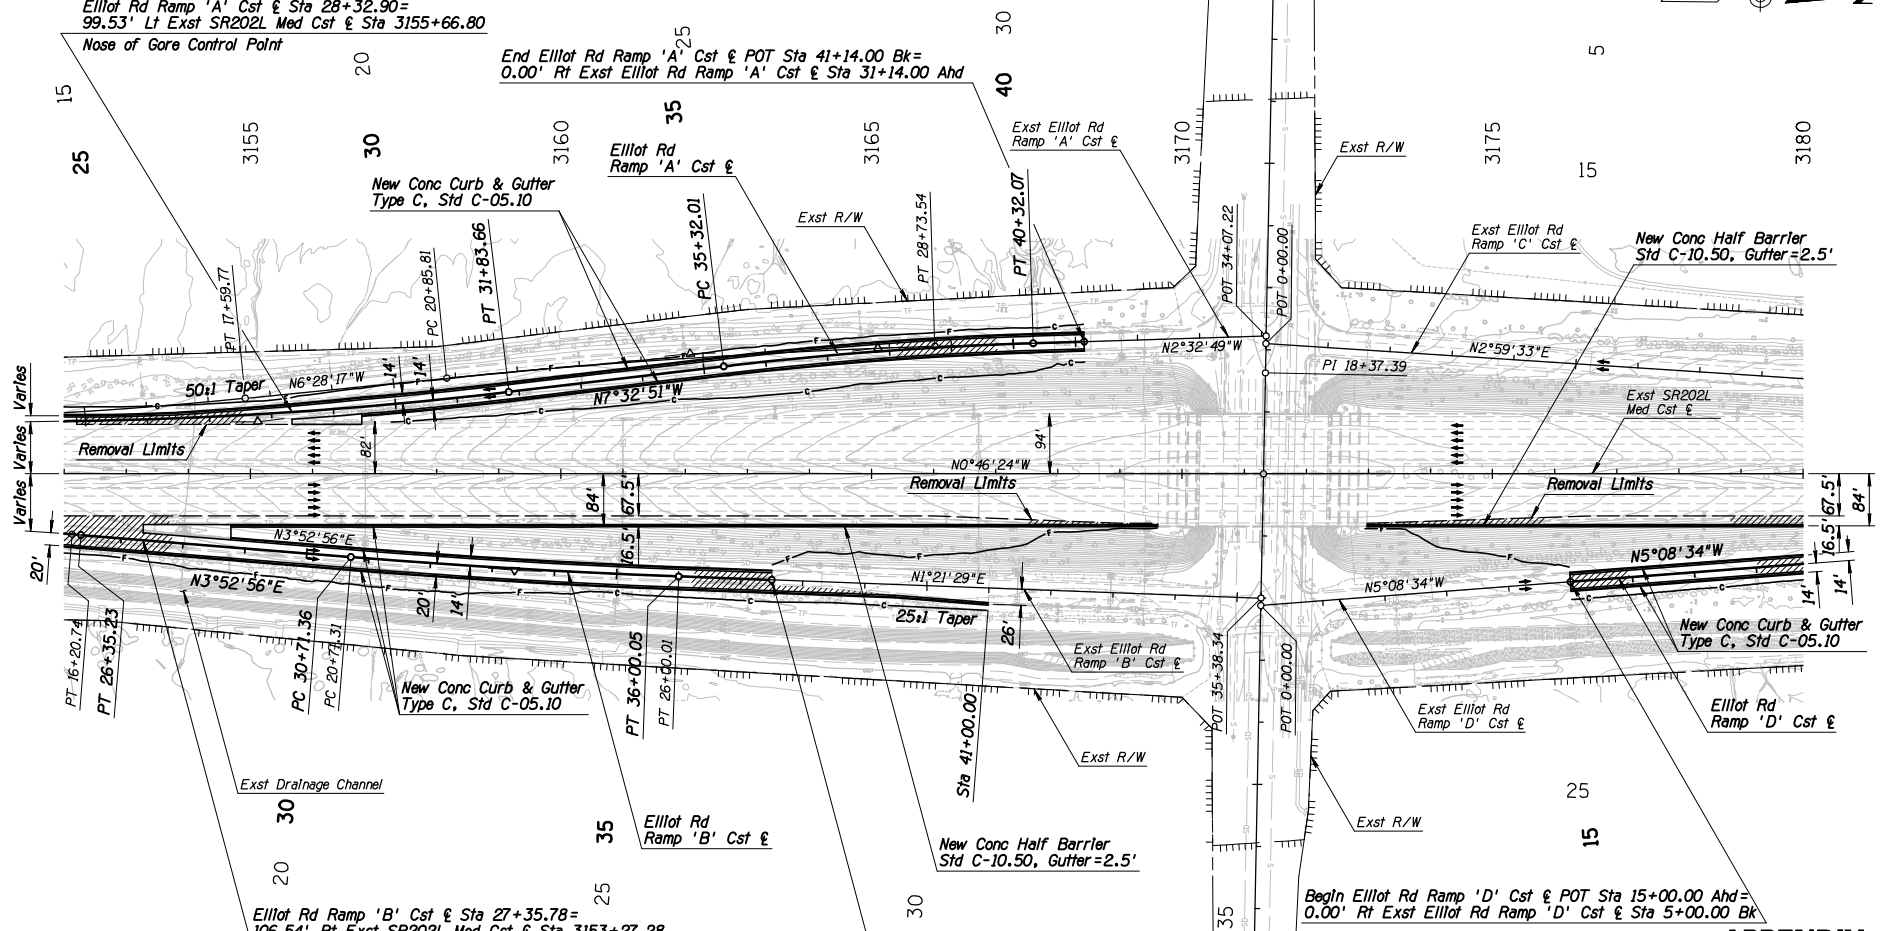 Elliot Rd Ramp 'A' Cst ℄ Sta 28+32.90=
99.53' Lt Exst SR202L Med Cst ℄ Sta 3155+66.80
Nose of Gore Control Point
End Elliot Rd Ramp 'A' Cst ℄ POT Sta 41+14.00 Bk=
0.00' Rt Exst Elliot Rd Ramp 'A' Cst ℄ Sta 31+14.00 Ahd
15
20
25
30
5
25
3155
30
3160
35
3165
40
3170
3175
15
3180
Elliot Rd
Ramp 'A' Cst ℄
Exst Elliot Rd
Ramp 'A' Cst ℄
Exst R/W
New Conc Curb & Gutter
Type C, Std C-05.10
Exst R/W
Exst Elliot Rd
Ramp 'C' Cst ℄
New Conc Half Barrier
Std C-10.50, Gutter=2.5'
PT 17+59.77
PC 20+85.81
PT 31+83.66
PC 35+32.01
PT 28+73.54
PT 40+32.07
POT 34+07.22
POT 0+00.00
50:1 Taper
N6°28'17"W
14'
14'
N7°32'51"W
N2°32'49"W
N2°59'33"E
PI 18+37.39
Exst SR202L
Med Cst ℄
Varies
Varies
Varies
Removal Limits
82'
94'
N0°46'24"W
Removal Limits
Removal Limits
84'
67.5'
16.5'
67.5'
84'
16.5'
20'
N3°52'56"E
N3°52'56"E
20'
14'
N1°21'29"E
25:1 Taper
26'
N5°08'34"W
N5°08'34"W
14'
14'
PT 16+20.74
PT 26+35.23
PC 30+71.36
PC 20+71.31
PT 36+00.05
PT 26+00.01
Sta 41+00.00
POT 35+38.34
POT 0+00.00
New Conc Curb & Gutter
Type C, Std C-05.10
Exst Elliot Rd
Ramp 'B' Cst ℄
Exst Elliot Rd
Ramp 'D' Cst ℄
New Conc Curb & Gutter
Type C, Std C-05.10
Elliot Rd
Ramp 'D' Cst ℄
Exst R/W
Exst Drainage Channel
30
35
Elliot Rd
Ramp 'B' Cst ℄
New Conc Half Barrier
Std C-10.50, Gutter=2.5'
Exst R/W
25
15
20
25
30
35
Elliot Rd Ramp 'B' Cst ℄ Sta 27+35.78=
106.54' Rt Exst SR202L Med Cst ℄ Sta 3153+27.28
Begin Elliot Rd Ramp 'D' Cst ℄ POT Sta 15+00.00 Ahd=
0.00' Rt Exst Elliot Rd Ramp 'D' Cst ℄ Sta 5+00.00 Bk